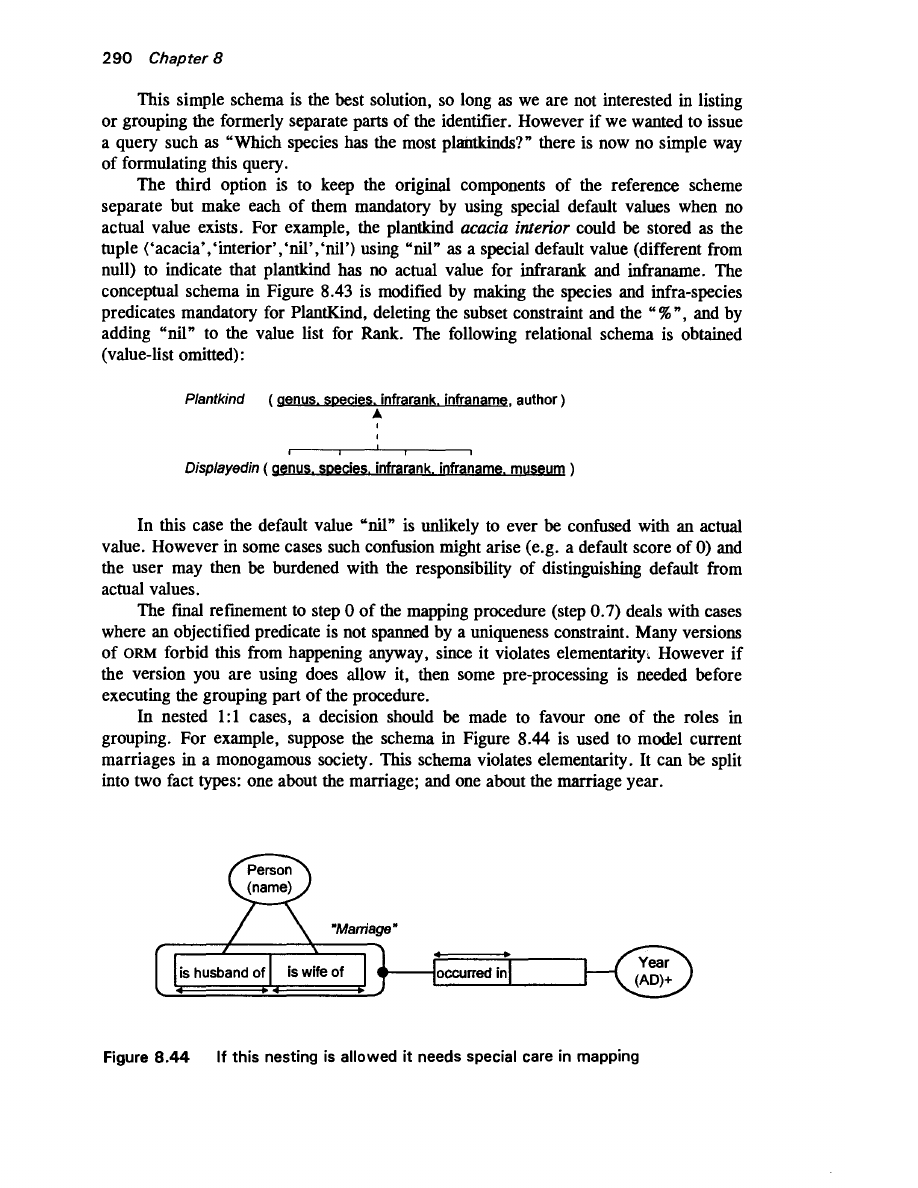 290 Chapter 8
This simple schema is the best solution, so long as we are not interested in listing
or grouping the formerly separate parts of the identifier. However if we wanted to issue
a query such as “Which species has the most plantkinds?” there is now no simple way
of formulating this query.
The third option is to keep the original components of the reference scheme
separate but make each of them mandatory by using special default values when no
actual value exists. For example, the plantkind acacia interior could be stored as the
tuple (‘acacia’,‘interior’,‘nil’,‘nil’) using “nil” as a special default value (different from
null) to indicate that plantkind has no actual value for infrarank and infraname. The
conceptual schema in Figure 8.43 is modified by making the species and infra-species
predicates mandatory for PlantKind, deleting the subset constraint and the “%”, and by
adding “nil” to the value list for Rank. The following relational schema is obtained
(value-list omitted):
Plantkind ( genus, species, infrarank, infraname, author )
Displayedin ( genus, species, infrarank, infraname, museum )
In this case the default value “nil” is unlikely to ever be confused with an actual
value. However in some cases such confusion might arise (e.g. a default score of 0) and
the user may then be burdened with the responsibility of distinguishing default from
actual values.
The final refinement to step 0 of the mapping procedure (step 0.7) deals with cases
where an objectified predicate is not spanned by a uniqueness constraint. Many versions
of ORM forbid this from happening anyway, since it violates elementarity. However if
the version you are using does allow it, then some pre-processing is needed before
executing the grouping part of the procedure.
In nested 1:1 cases, a decision should be made to favour one of the roles in
grouping. For example, suppose the schema in Figure 8.44 is used to model current
marriages in a monogamous society. This schema violates elementarity. It can be split
into two fact types: one about the marriage; and one about the marriage year.
Person
(name)
"Marriage"
is husband of is wife of
occurred in
Year
(AD)+
Figure 8.44 If this nesting is allowed it needs special care in mapping